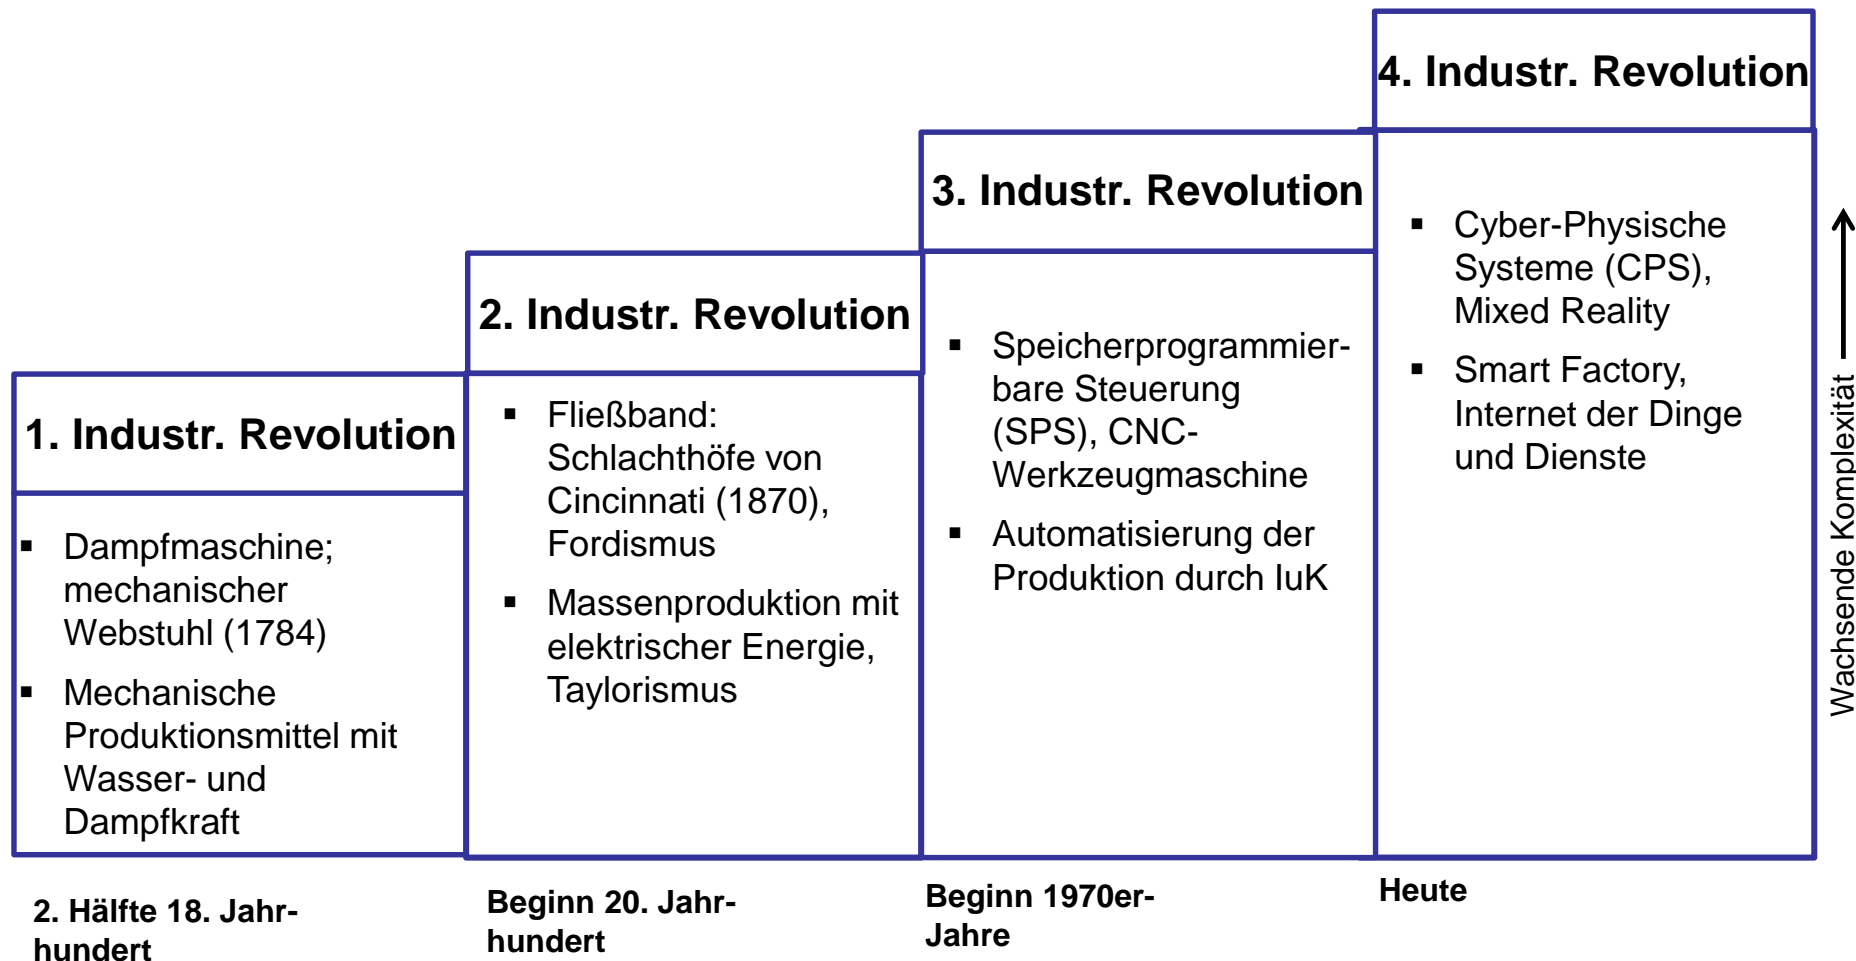 1. Industr. Revolution
▪ Dampfmaschine;
mechanischer
Webstuhl (1784)
▪ Mechanische
Produktionsmittel mit
Wasser- und
Dampfkraft
2. Hälfte 18. Jahr-
hundert
2. Industr. Revolution
▪ Fließband:
Schlachthöfe von
Cincinnati (1870),
Fordismus
▪ Massenproduktion mit
elektrischer Energie,
Taylorismus
Beginn 20. Jahr-
hundert
3. Industr. Revolution
▪ Speicherprogrammier-
bare Steuerung
(SPS), CNC-
Werkzeugmaschine
▪ Automatisierung der
Produktion durch IuK
Beginn 1970er-
Jahre
4. Industr. Revolution
▪ Cyber-Physische
Systeme (CPS),
Mixed Reality
▪ Smart Factory,
Internet der Dinge
und Dienste
Heute
Wachsende Komplexität